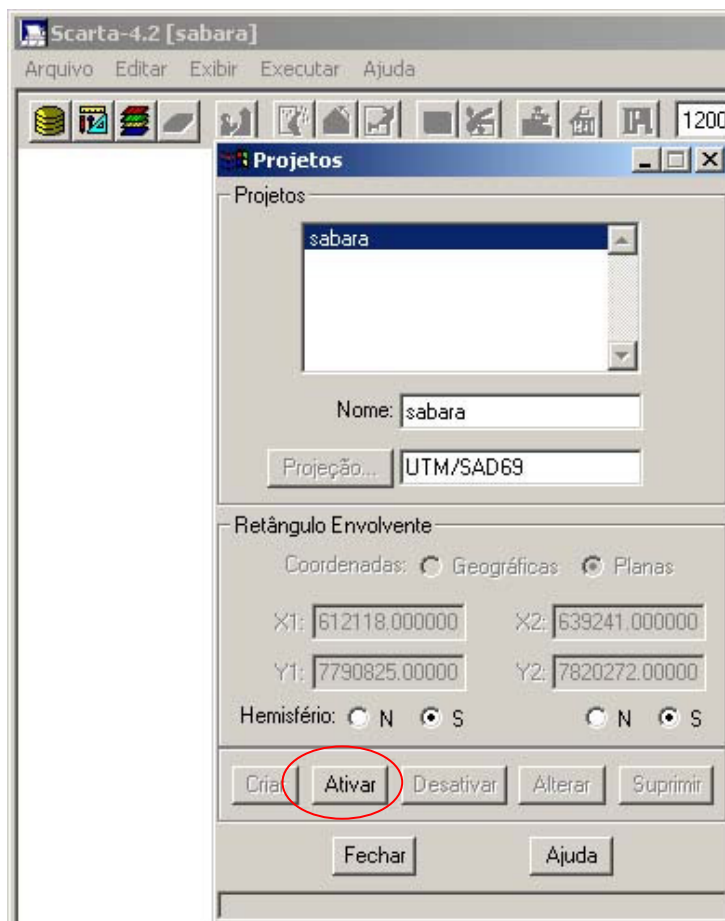 Scarta-4.2 [sabara]
Arquivo Editar Exibir Executar Ajuda
1200
Projetos
Projetos
sabara
Nome: sabara
Projeção... UTM/SAD69
Retângulo Envolvente
Coordenadas: Geográficas Planas
X1: 612118.000000 X2: 639241.000000
Y1: 7790825.00000 Y2: 7820272.00000
Hemisfério: N S N S
Criar Ativar Desativar Alterar Suprimir
Fechar Ajuda